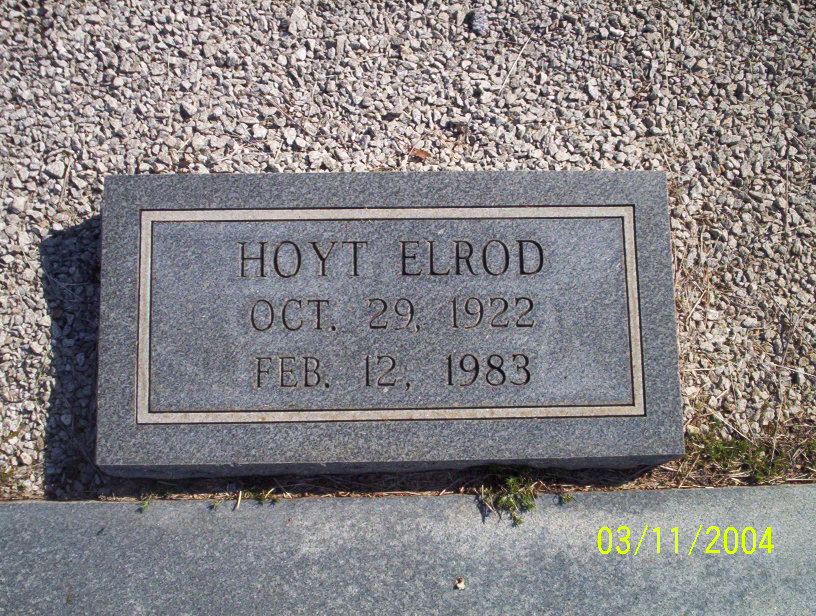 HOYT ELROD
OCT. 29, 1922
FEB. 12, 1983
03/11/2004